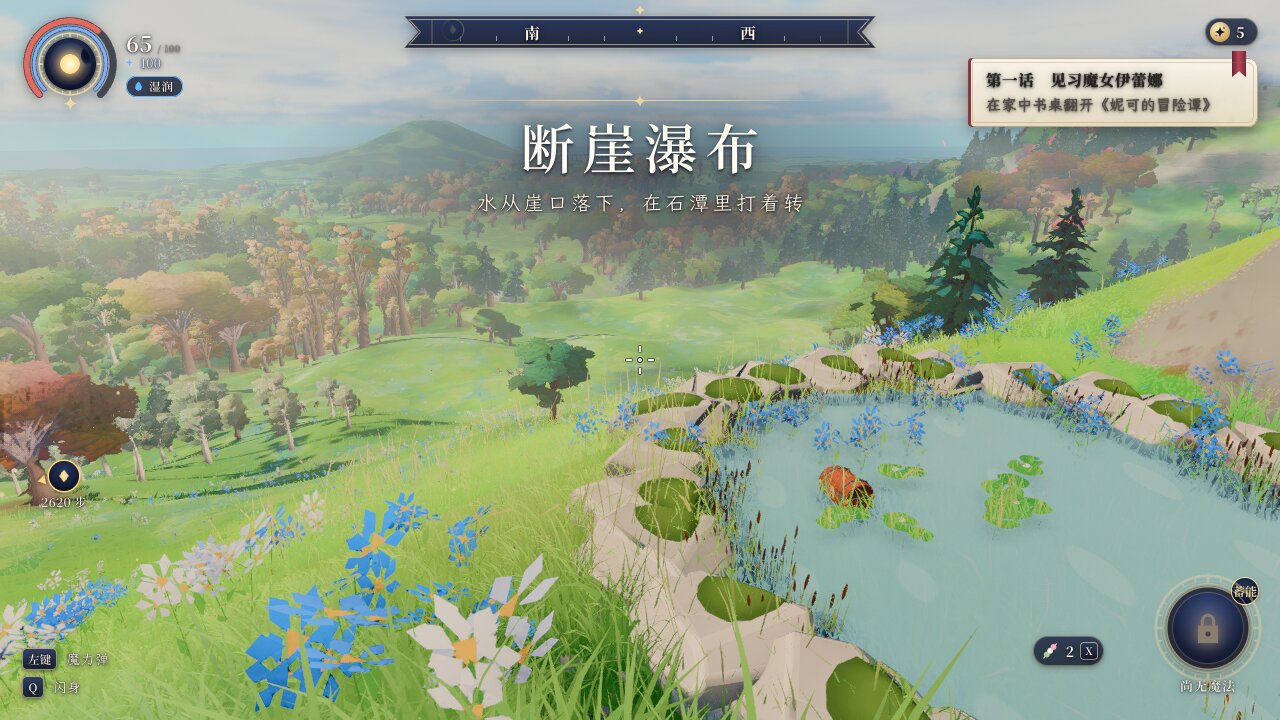 65 / 100
+ 100
湿润
南
西
5
第一话 见习魔女伊蕾娜
在家中书桌翻开《妮可的冒险谭》
断崖瀑布
水从崖口落下，在石潭里打着转
2620 步
左键 魔力弹
Q 闪身
2 X
蓄能
尚无魔法